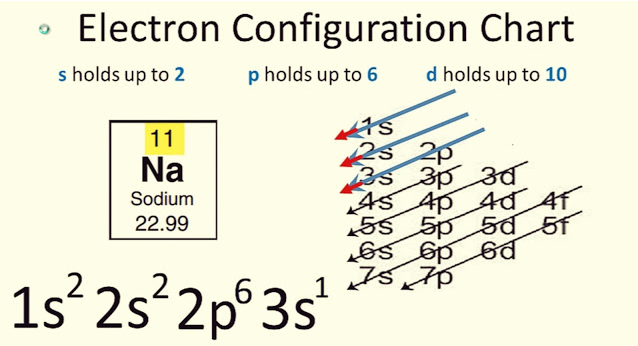 Electron Configuration Chart
s holds up to 2 p holds up to 6 d holds up to 10
11
Na
Sodium
22.99
1s
2s 2p
3s 3p 3d
4s 4p 4d 4f
5s 5p 5d 5f
6s 6p 6d
7s 7p
1s² 2s² 2p⁶ 3s¹